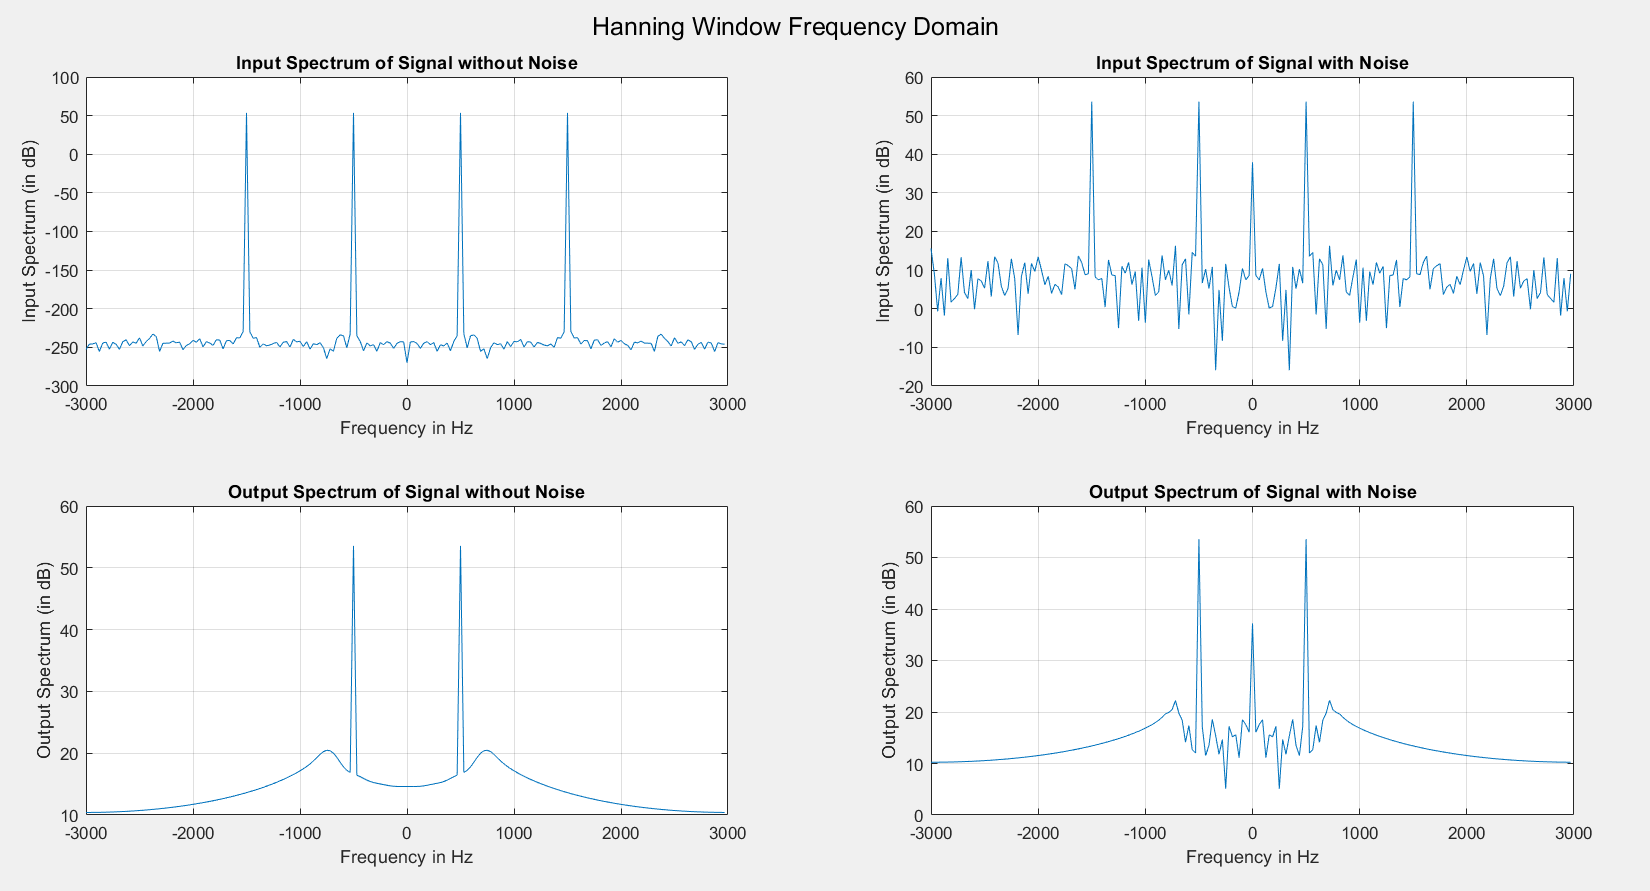 Hanning Window Frequency Domain
Input Spectrum of Signal without Noise
Input Spectrum (in dB)
100
50
0
-50
-100
-150
-200
-250
-300
-3000 -2000 -1000 0 1000 2000 3000
Frequency in Hz
Input Spectrum of Signal with Noise
Input Spectrum (in dB)
60
50
40
30
20
10
0
-10
-20
-3000 -2000 -1000 0 1000 2000 3000
Frequency in Hz
Output Spectrum of Signal without Noise
Output Spectrum (in dB)
60
50
40
30
20
10
-3000 -2000 -1000 0 1000 2000 3000
Frequency in Hz
Output Spectrum of Signal with Noise
Output Spectrum (in dB)
60
50
40
30
20
10
0
-3000 -2000 -1000 0 1000 2000 3000
Frequency in Hz